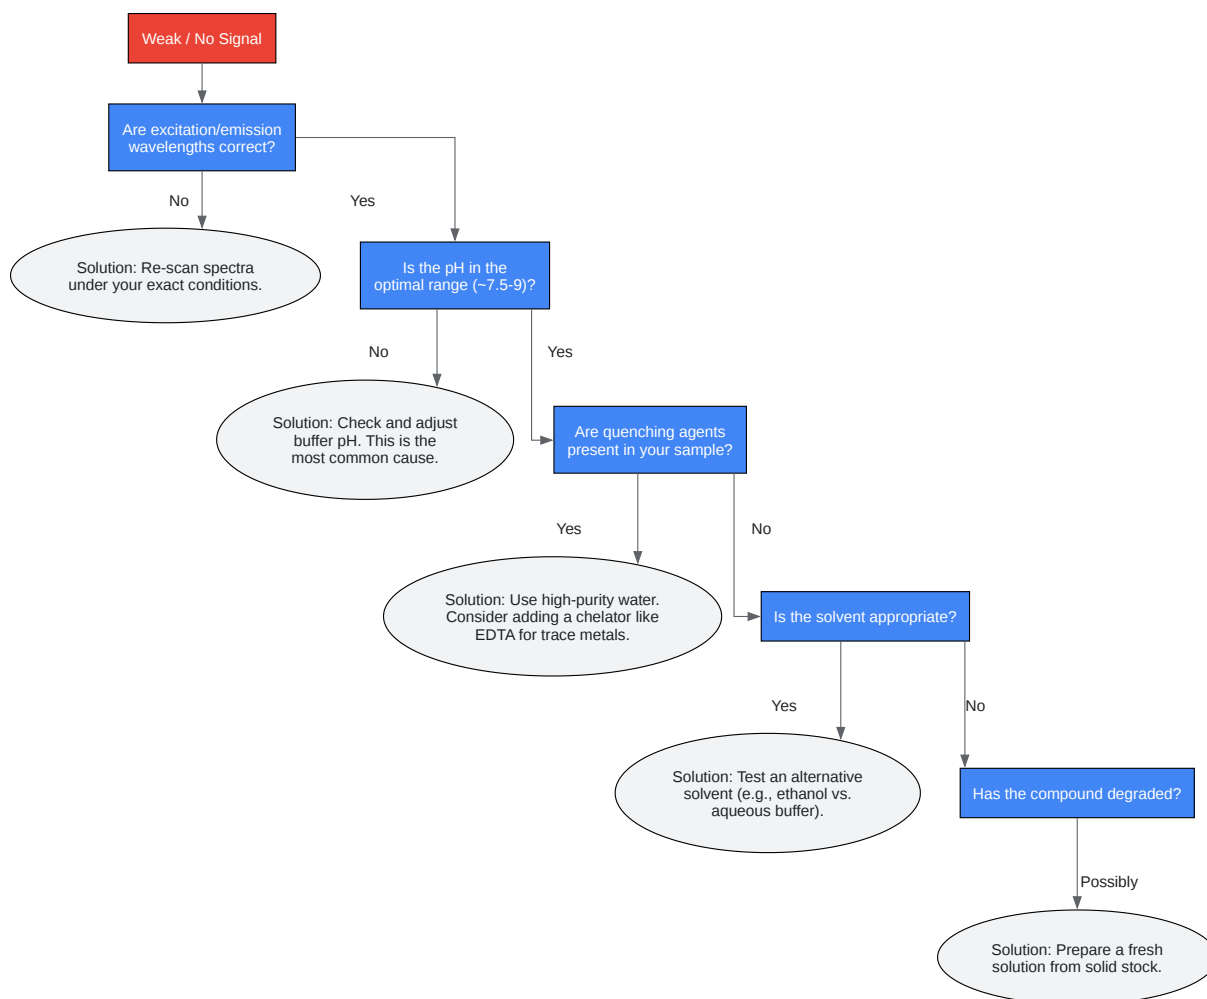 Weak / No Signal
Are excitation/emission
wavelengths correct?
No
Yes
Solution: Re-scan spectra
under your exact conditions.
Is the pH in the
optimal range (~7.5-9)?
No
Yes
Solution: Check and adjust
buffer pH. This is the
most common cause.
Are quenching agents
present in your sample?
Yes
No
Solution: Use high-purity water.
Consider adding a chelator like
EDTA for trace metals.
Is the solvent appropriate?
Yes
No
Solution: Test an alternative
solvent (e.g., ethanol vs.
aqueous buffer).
Has the compound degraded?
Possibly
Solution: Prepare a fresh
solution from solid stock.